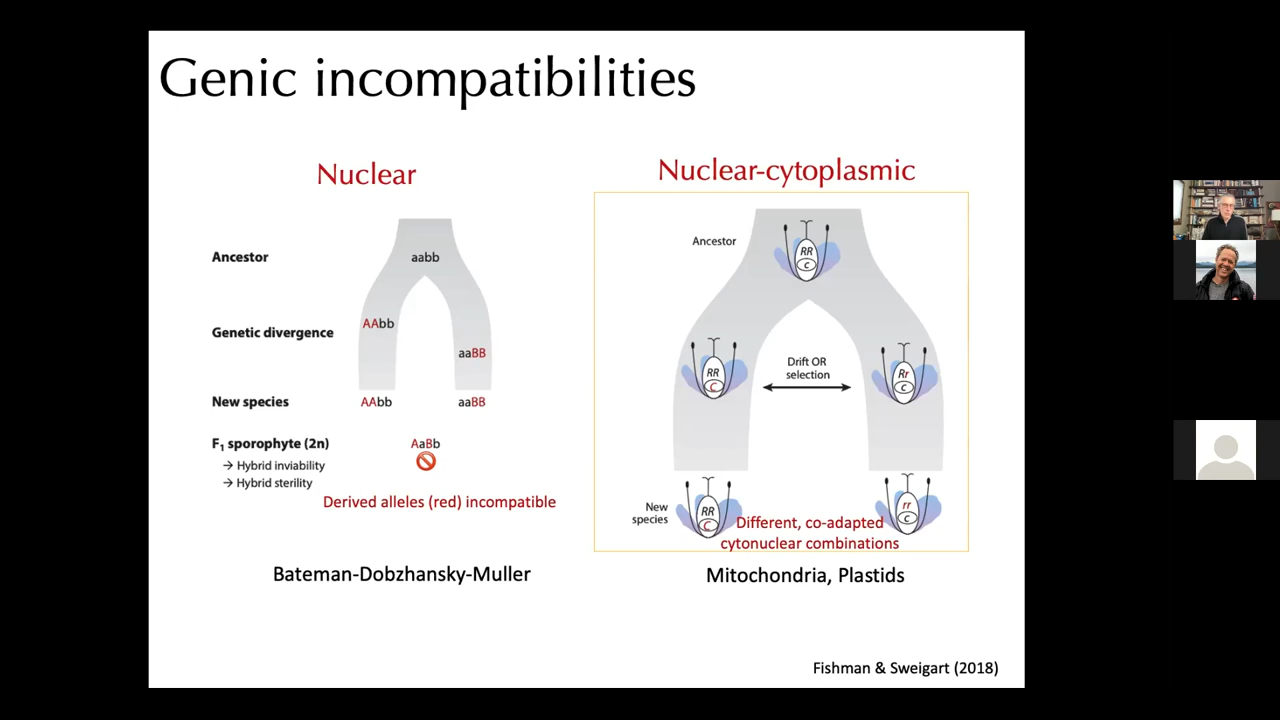 Genic incompatibilities
Nuclear
Ancestor
aabb
Genetic divergence
AAbb
aaBB
New species
AAbb
aaBB
F₁ sporophyte (2n)
AaBb
→ Hybrid inviability
→ Hybrid sterility
Derived alleles (red) incompatible
Bateman-Dobzhansky-Muller
Nuclear-cytoplasmic
Ancestor
RR
c
RR
C
Drift OR
selection
Rr
c
New
species
RR
C
rr
c
Different, co-adapted
cytonuclear combinations
Mitochondria, Plastids
Fishman & Sweigart (2018)